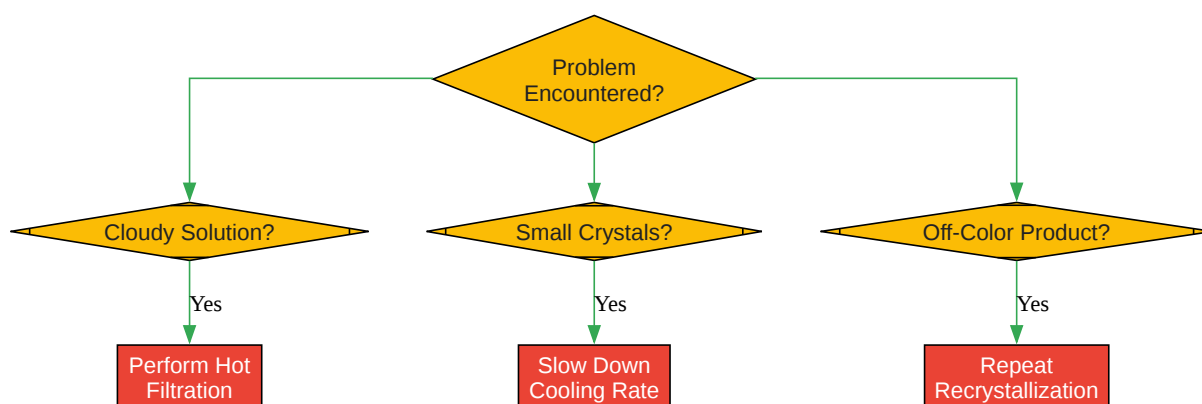 Problem
Encountered?
Cloudy Solution?
Small Crystals?
Off-Color Product?
Yes
Yes
Yes
Perform Hot
Filtration
Slow Down
Cooling Rate
Repeat
Recrystallization